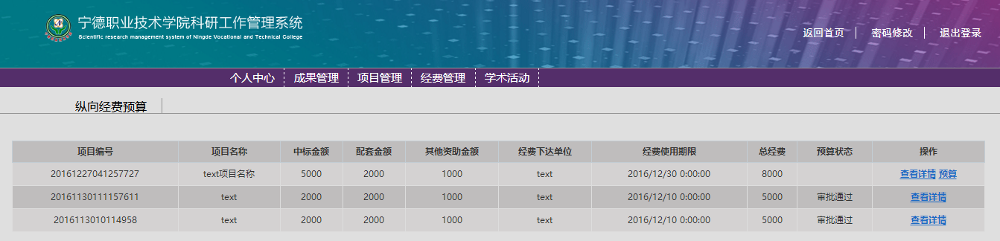 宁德职业技术学院科研工作管理系统
Scientific research management system of Ningde Vocational and Technical College
返回首页 密码修改 退出登录
个人中心 成果管理 项目管理 经费管理 学术活动
纵向经费预算
项目编号 项目名称 中标金额 配套金额 其他资助金额 经费下达单位 经费使用期限 总经费 预算状态 操作
20161227041257727 text项目名称 5000 2000 1000 text 2016/12/30 0:00:00 8000 查看详情 预算
20161130111157611 text 2000 2000 1000 text 2016/12/10 0:00:00 5000 审批通过 查看详情
2016113010114958 text 2000 2000 1000 text 2016/12/10 0:00:00 5000 审批通过 查看详情